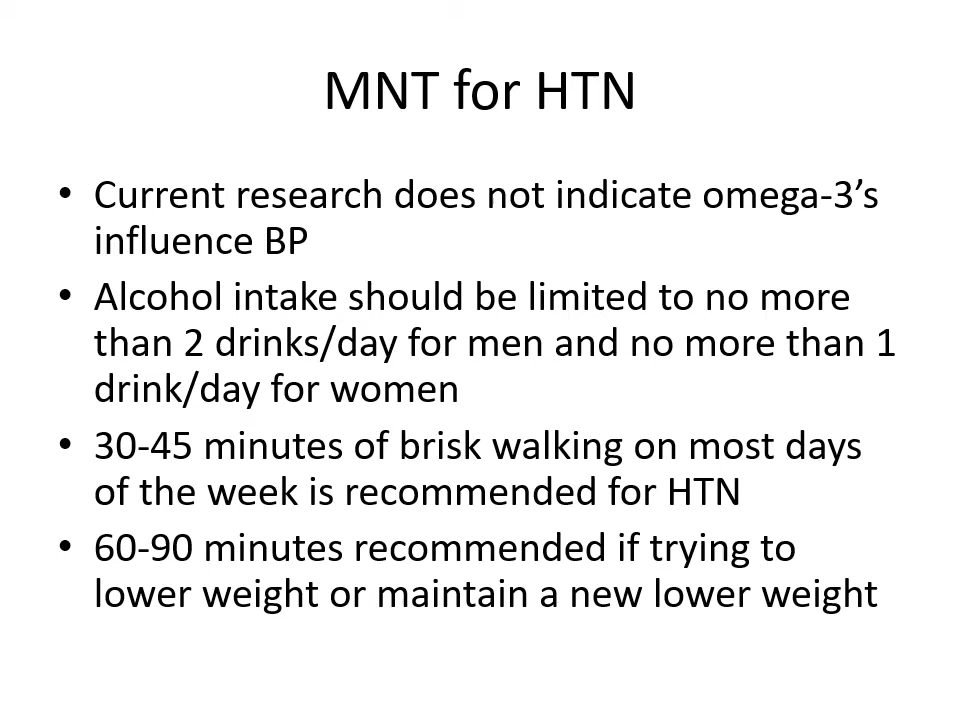 MNT for HTN
• Current research does not indicate omega-3’s
influence BP
• Alcohol intake should be limited to no more
than 2 drinks/day for men and no more than 1
drink/day for women
• 30-45 minutes of brisk walking on most days
of the week is recommended for HTN
• 60-90 minutes recommended if trying to
lower weight or maintain a new lower weight